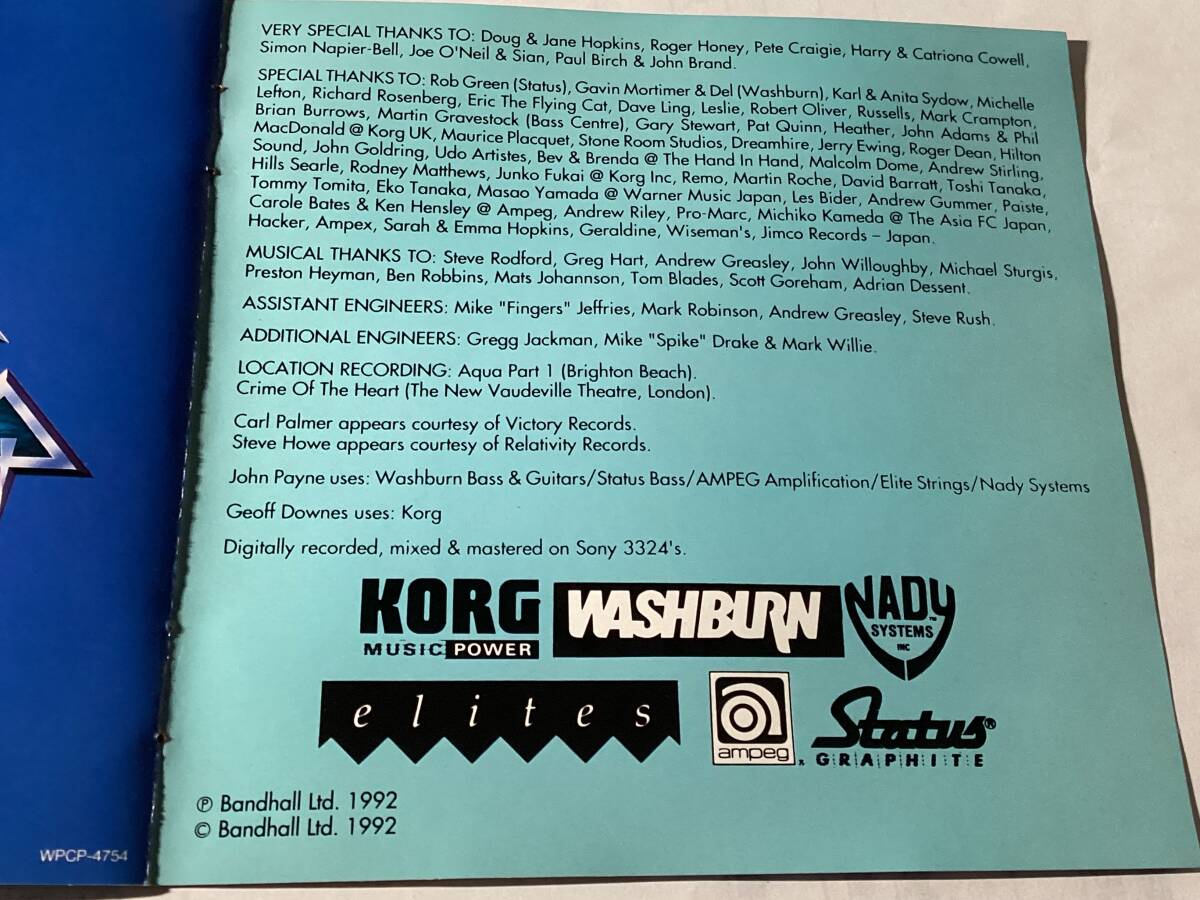 VERY SPECIAL THANKS TO: Doug & Jane Hopkins, Roger Honey, Pete Craigie, Harry & Catriona Cowell,
Simon Napier-Bell, Joe O'Neil & Sian, Paul Birch & John Brand.
SPECIAL THANKS TO: Rob Green (Status), Gavin Mortimer & Del (Washburn), Karl & Anita Sydow, Michelle
Lefton, Richard Rosenberg, Eric The Flying Cat, Dave Ling, Leslie, Robert Oliver, Russells, Mark Crampton,
Brian Burrows, Martin Gravestock (Bass Centre), Gary Stewart, Pat Quinn, Heather, John Adams & Phil
MacDonald @ Korg UK, Maurice Placquet, Stone Room Studios, Dreamhire, Jerry Ewing, Roger Dean, Hilton
Sound, John Goldring, Udo Artistes, Bev & Brenda @ The Hand In Hand, Malcolm Dome, Andrew Stirling,
Hills Searle, Rodney Matthews, Junko Fukai @ Korg Inc, Remo, Martin Roche, David Barratt, Toshi Tanaka,
Tommy Tomita, Eko Tanaka, Masao Yamada @ Warner Music Japan, Les Bider, Andrew Gummer, Paiste,
Carole Bates & Ken Hensley @ Ampeg, Andrew Riley, Pro-Marc, Michiko Kameda @ The Asia FC Japan,
Hacker, Ampex, Sarah & Emma Hopkins, Geraldine, Wiseman's, Jimco Records – Japan.
MUSICAL THANKS TO: Steve Rodford, Greg Hart, Andrew Greasley, John Willoughby, Michael Sturgis,
Preston Heyman, Ben Robbins, Mats Johannson, Tom Blades, Scott Goreham, Adrian Dessent.
ASSISTANT ENGINEERS: Mike "Fingers" Jeffries, Mark Robinson, Andrew Greasley, Steve Rush.
ADDITIONAL ENGINEERS: Gregg Jackman, Mike "Spike" Drake & Mark Willie.
LOCATION RECORDING: Aqua Part 1 (Brighton Beach).
Crime Of The Heart (The New Vaudeville Theatre, London).
Carl Palmer appears courtesy of Victory Records.
Steve Howe appears courtesy of Relativity Records.
John Payne uses: Washburn Bass & Guitars/Status Bass/AMPEG Amplification/Elite Strings/Nady Systems
Geoff Downes uses: Korg
Digitally recorded, mixed & mastered on Sony 3324's.
KORG
MUSIC POWER
WASHBURN
NADY™
SYSTEMS
INC
elites
ampeg
Status®
GRAPHITE
℗ Bandhall Ltd. 1992
© Bandhall Ltd. 1992
WPCP-4754